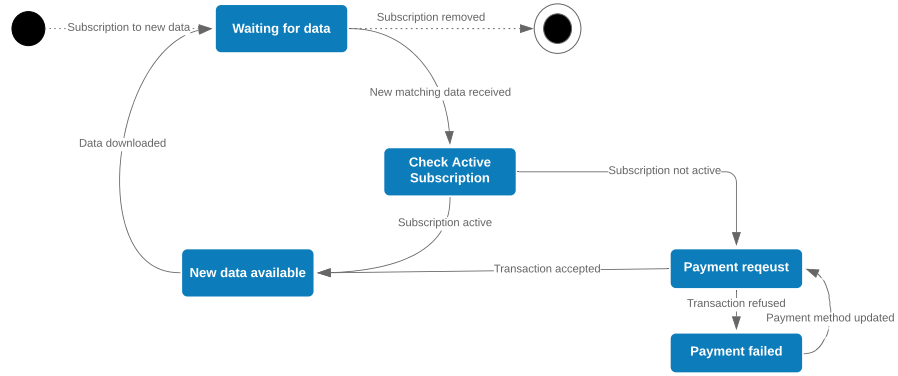 Subscription removed
Subscription to new data
Waiting for data
New matching data received
Data downloaded
Check Active
Subscription
Subscription not active
Subscription active
New data available
Transaction accepted
Payment reqeust
Transaction refused
Payment method updated
Payment failed